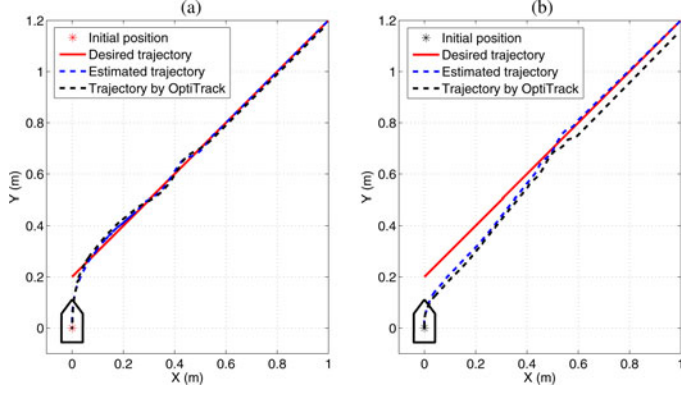 (a)
(b)
Initial position
Desired trajectory
Estimated trajectory
Trajectory by OptiTrack
Initial position
Desired trajectory
Estimated trajectory
Trajectory by OptiTrack
1.2
1
0.8
0.6
0.4
0.2
0
Y (m)
0
0.2
0.4
0.6
0.8
1
X (m)
1.2
1
0.8
0.6
0.4
0.2
0
Y (m)
0
0.2
0.4
0.6
0.8
1
X (m)